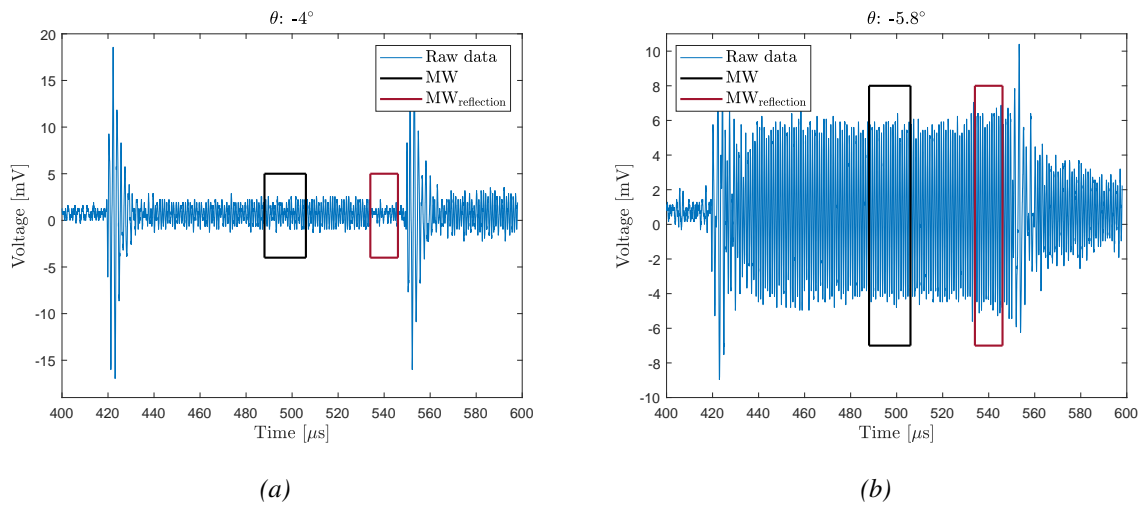 θ: -4°
20
15
10
5
0
-5
-10
-15
Voltage [mV]
Raw data
MW
MW_reflection
400 420 440 460 480 500 520 540 560 580 600
Time [μs]
(a)
θ: -5.8°
10
8
6
4
2
0
-2
-4
-6
-8
-10
Voltage [mV]
Raw data
MW
MW_reflection
400 420 440 460 480 500 520 540 560 580 600
Time [μs]
(b)